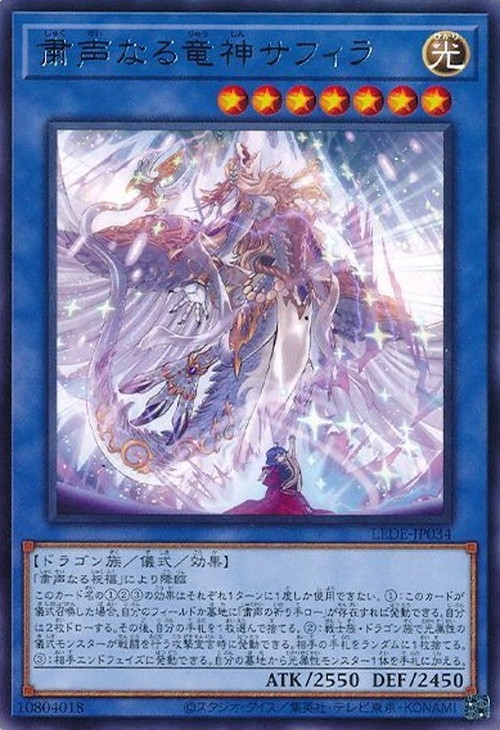 粛声なる竜神サフィラ
光
LEDE-JP034
【ドラゴン族/儀式/効果】
「粛声なる祝福」により降臨
このカード名の①②③の効果はそれぞれ1ターンに1度しか使用できない。①:このカードが
儀式召喚した場合、自分のフィールドか墓地に「粛声の祈り手ロー」が存在すれば発動できる。自分
は2枚ドローする。その後、自分の手札を1枚選んで捨てる。②:戦士族・ドラゴン族で光属性の
儀式モンスターが戦闘を行う攻撃宣言時に発動できる。相手の手札をランダムに1枚捨てる。
③:相手エンドフェイズに発動できる。自分の墓地から光属性モンスター1体を手札に加える。
ATK/2550 DEF/2450
10804018 ©スタジオ・ダイス/集英社・テレビ東京・KONAMI